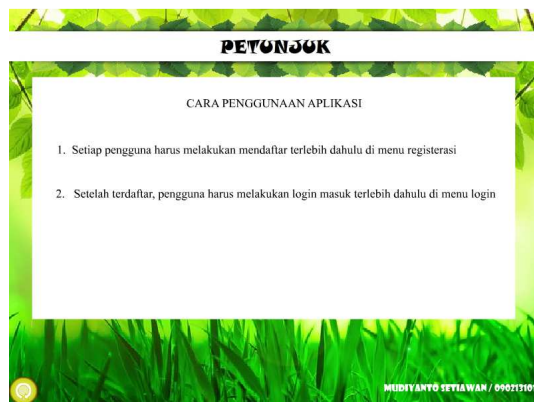 PETUNJUK
CARA PENGGUNAAN APLIKASI
1. Setiap pengguna harus melakukan mendaftar terlebih dahulu di menu registerasi
2. Setelah terdaftar, pengguna harus melakukan login masuk terlebih dahulu di menu login
MUDIYANTO SETIAWAN /